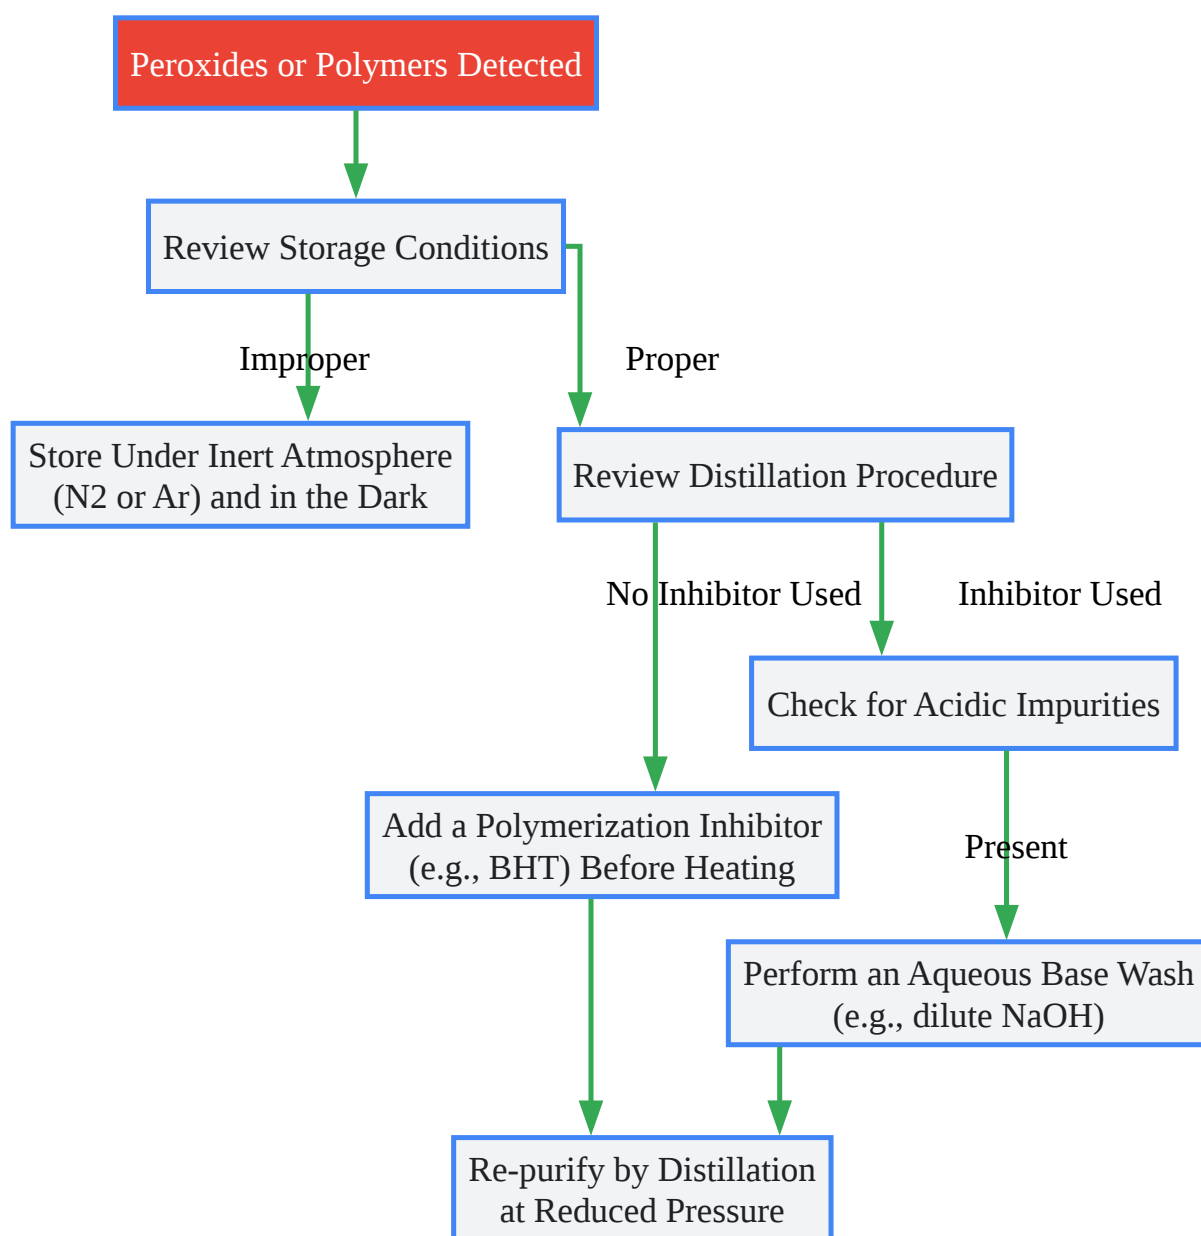 Peroxides or Polymers Detected
Review Storage Conditions
Improper
Proper
Store Under Inert Atmosphere
(N2 or Ar) and in the Dark
Review Distillation Procedure
No Inhibitor Used
Inhibitor Used
Check for Acidic Impurities
Add a Polymerization Inhibitor
(e.g., BHT) Before Heating
Present
Perform an Aqueous Base Wash
(e.g., dilute NaOH)
Re-purify by Distillation
at Reduced Pressure